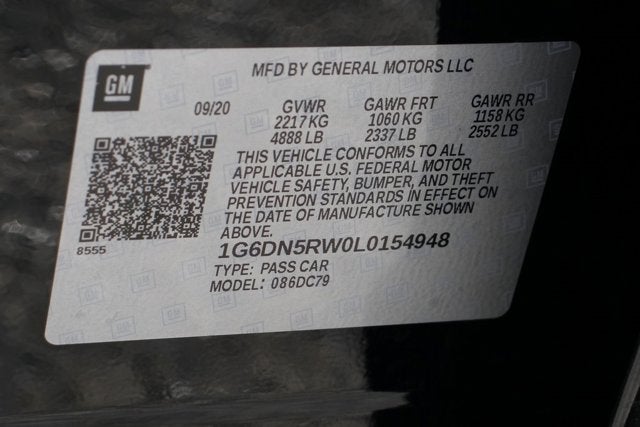 GM
MFD BY GENERAL MOTORS LLC
09/20 GVWR GAWR FRT GAWR RR
2217 KG 1060 KG 1158 KG
4888 LB 2337 LB 2552 LB
THIS VEHICLE CONFORMS TO ALL
APPLICABLE U.S. FEDERAL MOTOR
VEHICLE SAFETY, BUMPER, AND THEFT
PREVENTION STANDARDS IN EFFECT ON
THE DATE OF MANUFACTURE SHOWN
ABOVE.
8555
1G6DN5RW0L0154948
TYPE: PASS CAR
MODEL: 086DC79